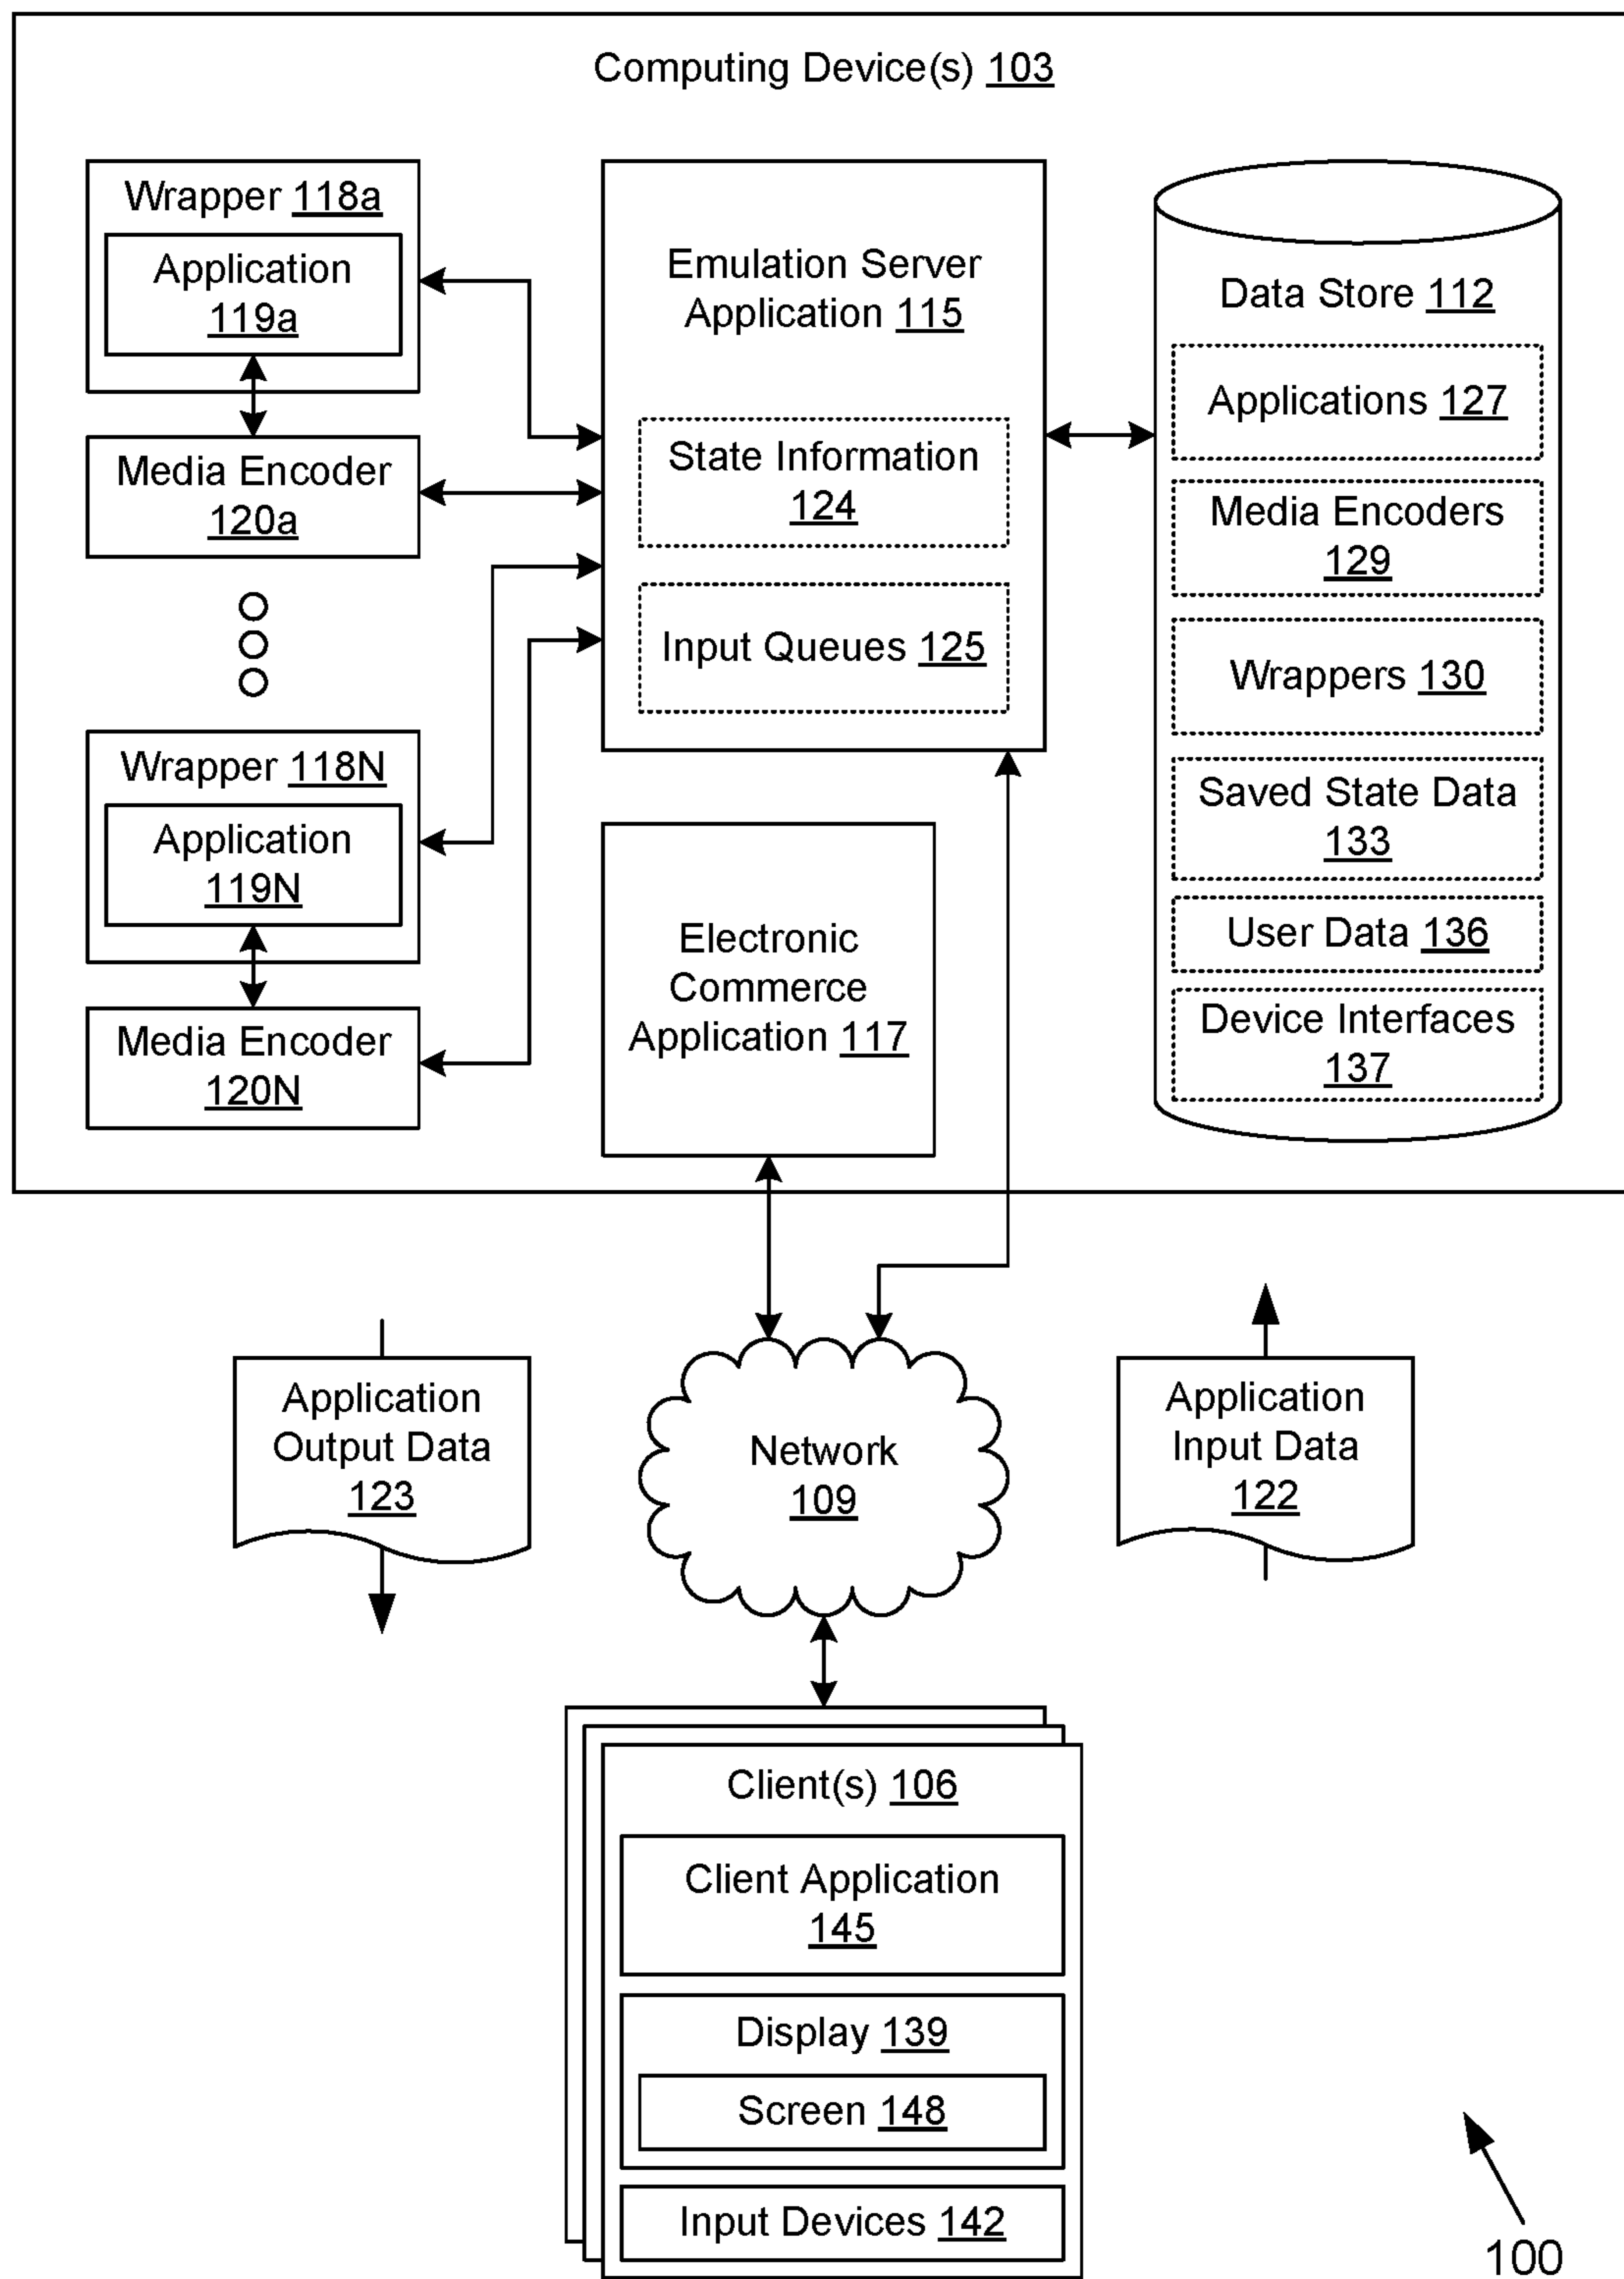 Computing Device(s) 103
Wrapper 118a
Application
119a
Media Encoder
120a
Wrapper 118N
Application
119N
Media Encoder
120N
Emulation Server
Application 115
State Information
124
Input Queues 125
Electronic
Commerce
Application 117
Data Store 112
Applications 127
Media Encoders
129
Wrappers 130
Saved State Data
133
User Data 136
Device Interfaces
137
Application
Output Data
123
Network
109
Application
Input Data
122
Client(s) 106
Client Application
145
Display 139
Screen 148
Input Devices 142
100